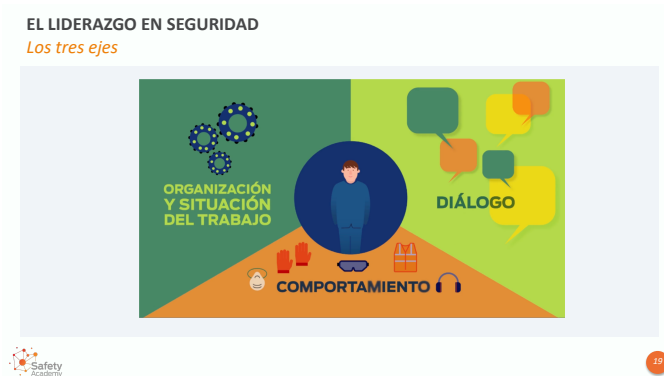 EL LIDERAZGO EN SEGURIDAD
Los tres ejes
ORGANIZACIÓN
Y SITUACIÓN
DEL TRABAJO
DIÁLOGO
COMPORTAMIENTO
Safety
Academy
19